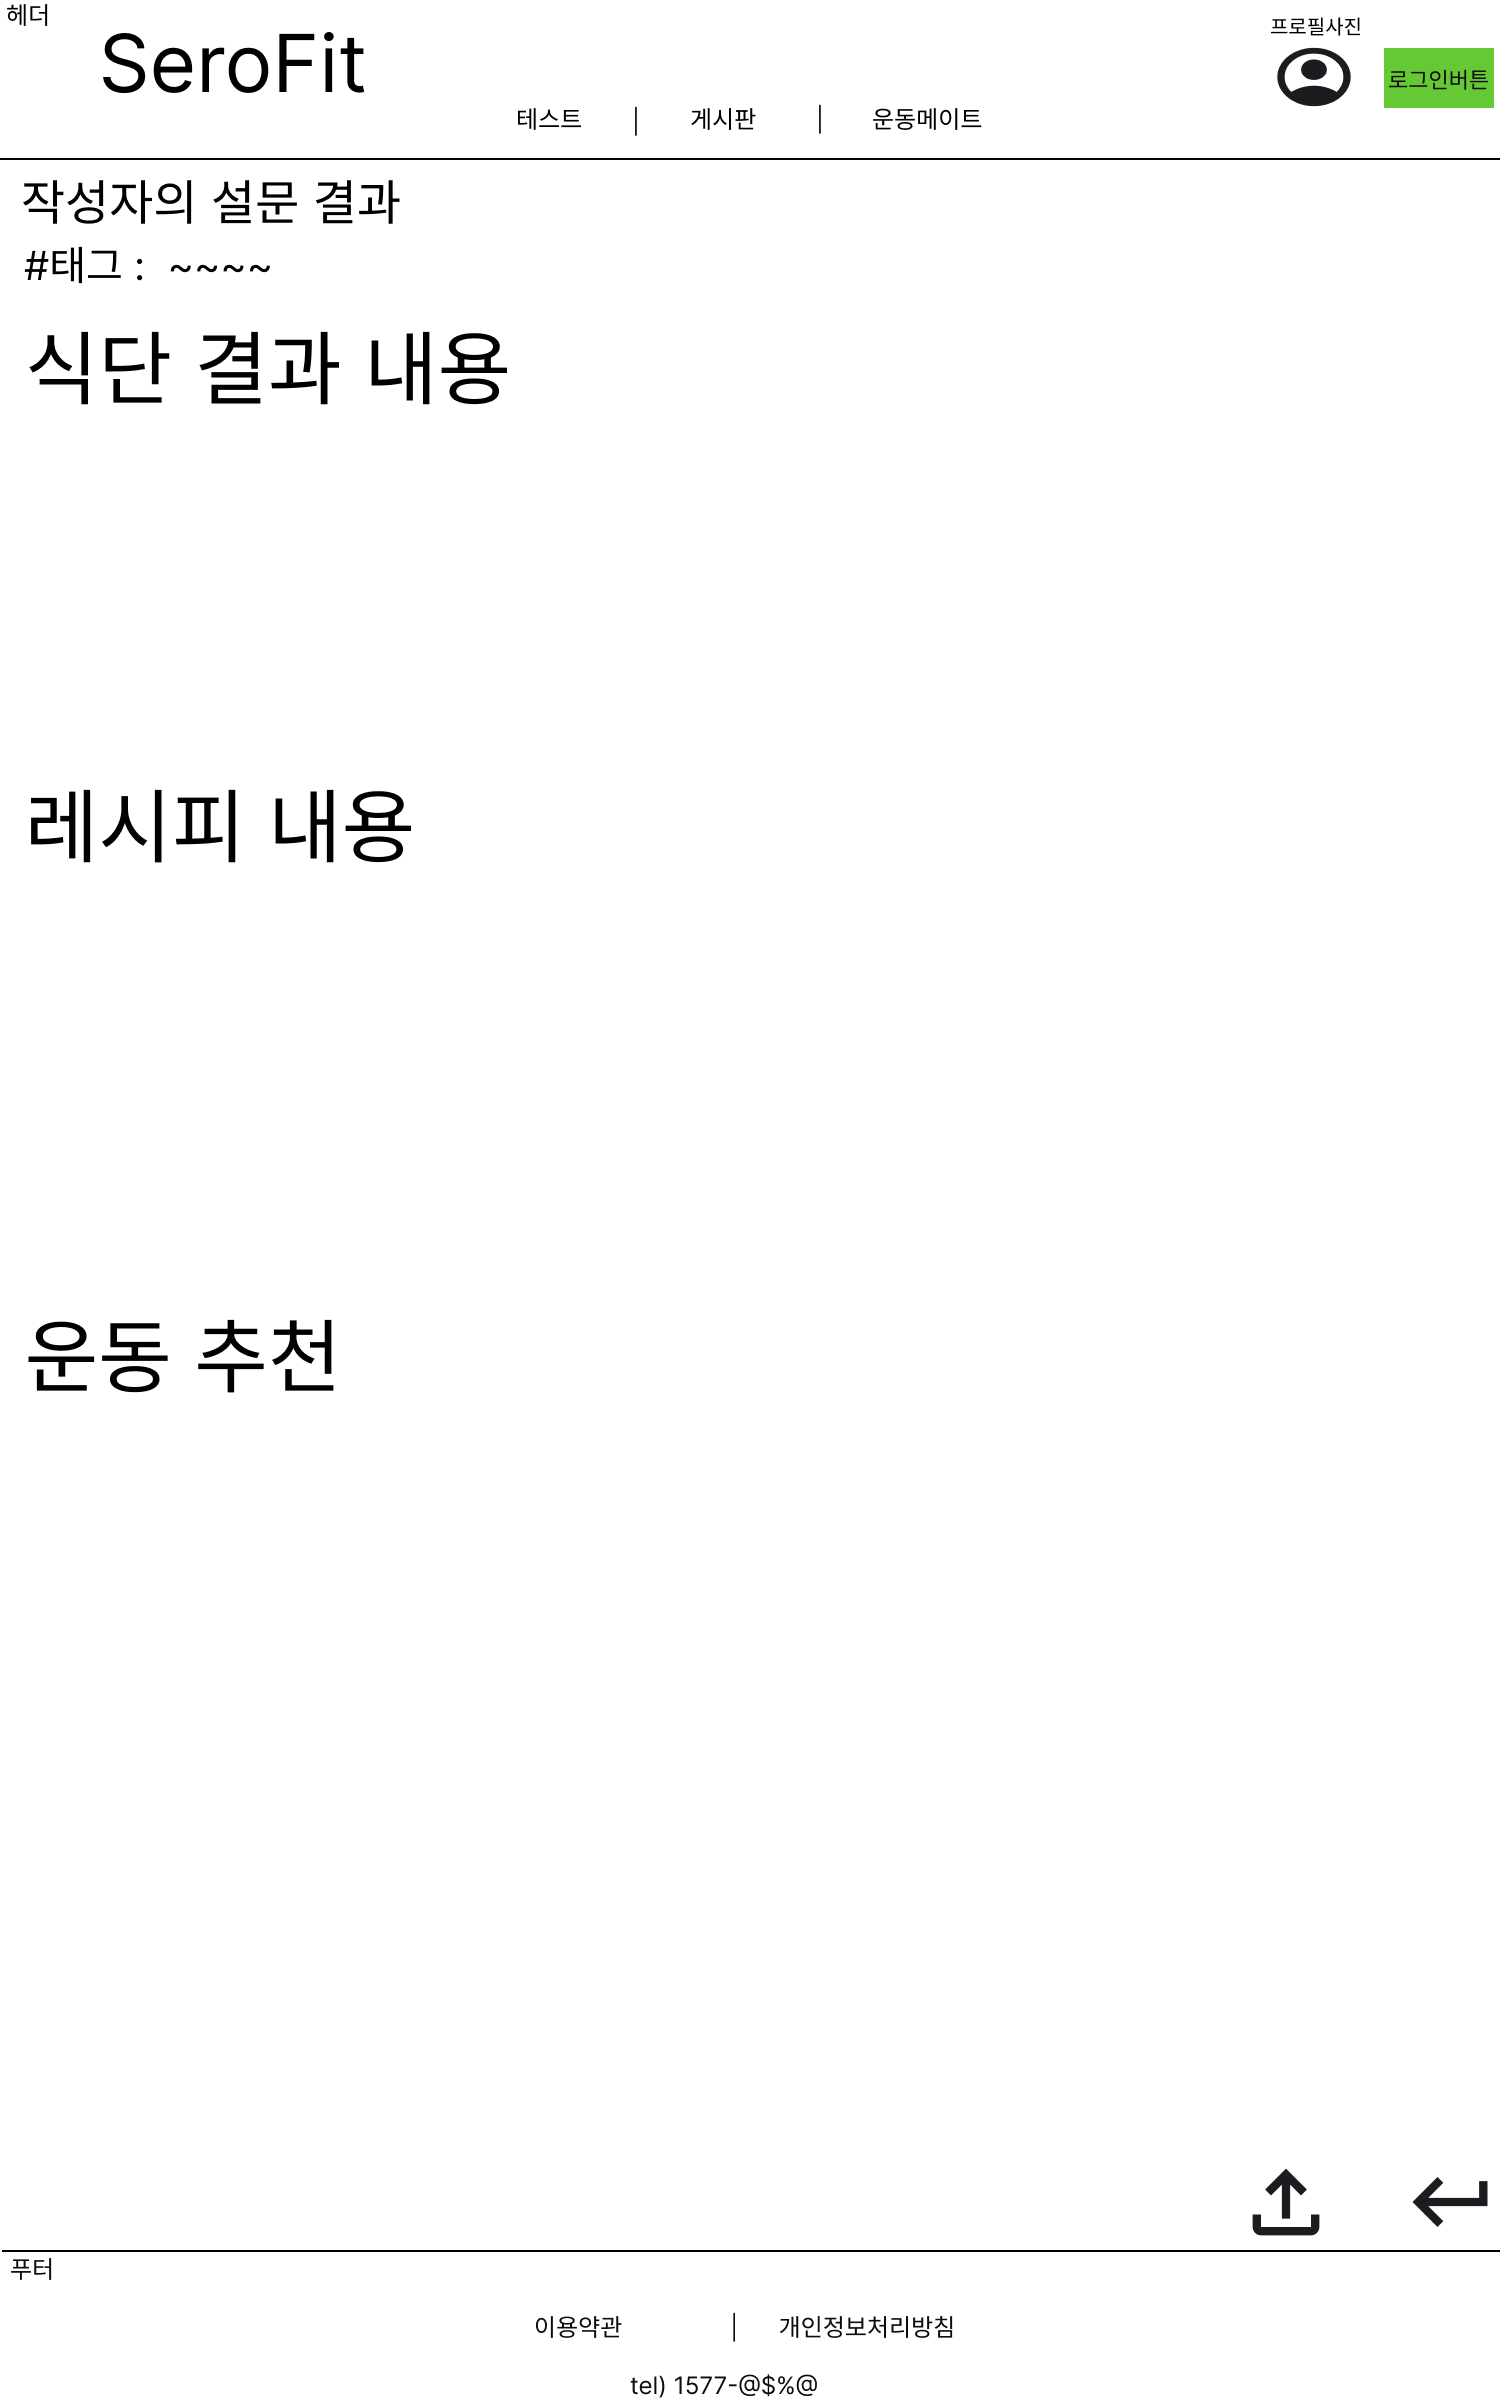 헤더
SeroFit
프로필사진
로그인버튼
테스트 | 게시판 | 운동메이트
작성자의 설문 결과
#태그 : ~~~~
식단 결과 내용
레시피 내용
운동 추천
푸터
이용약관 | 개인정보처리방침
tel) 1577-@$%@